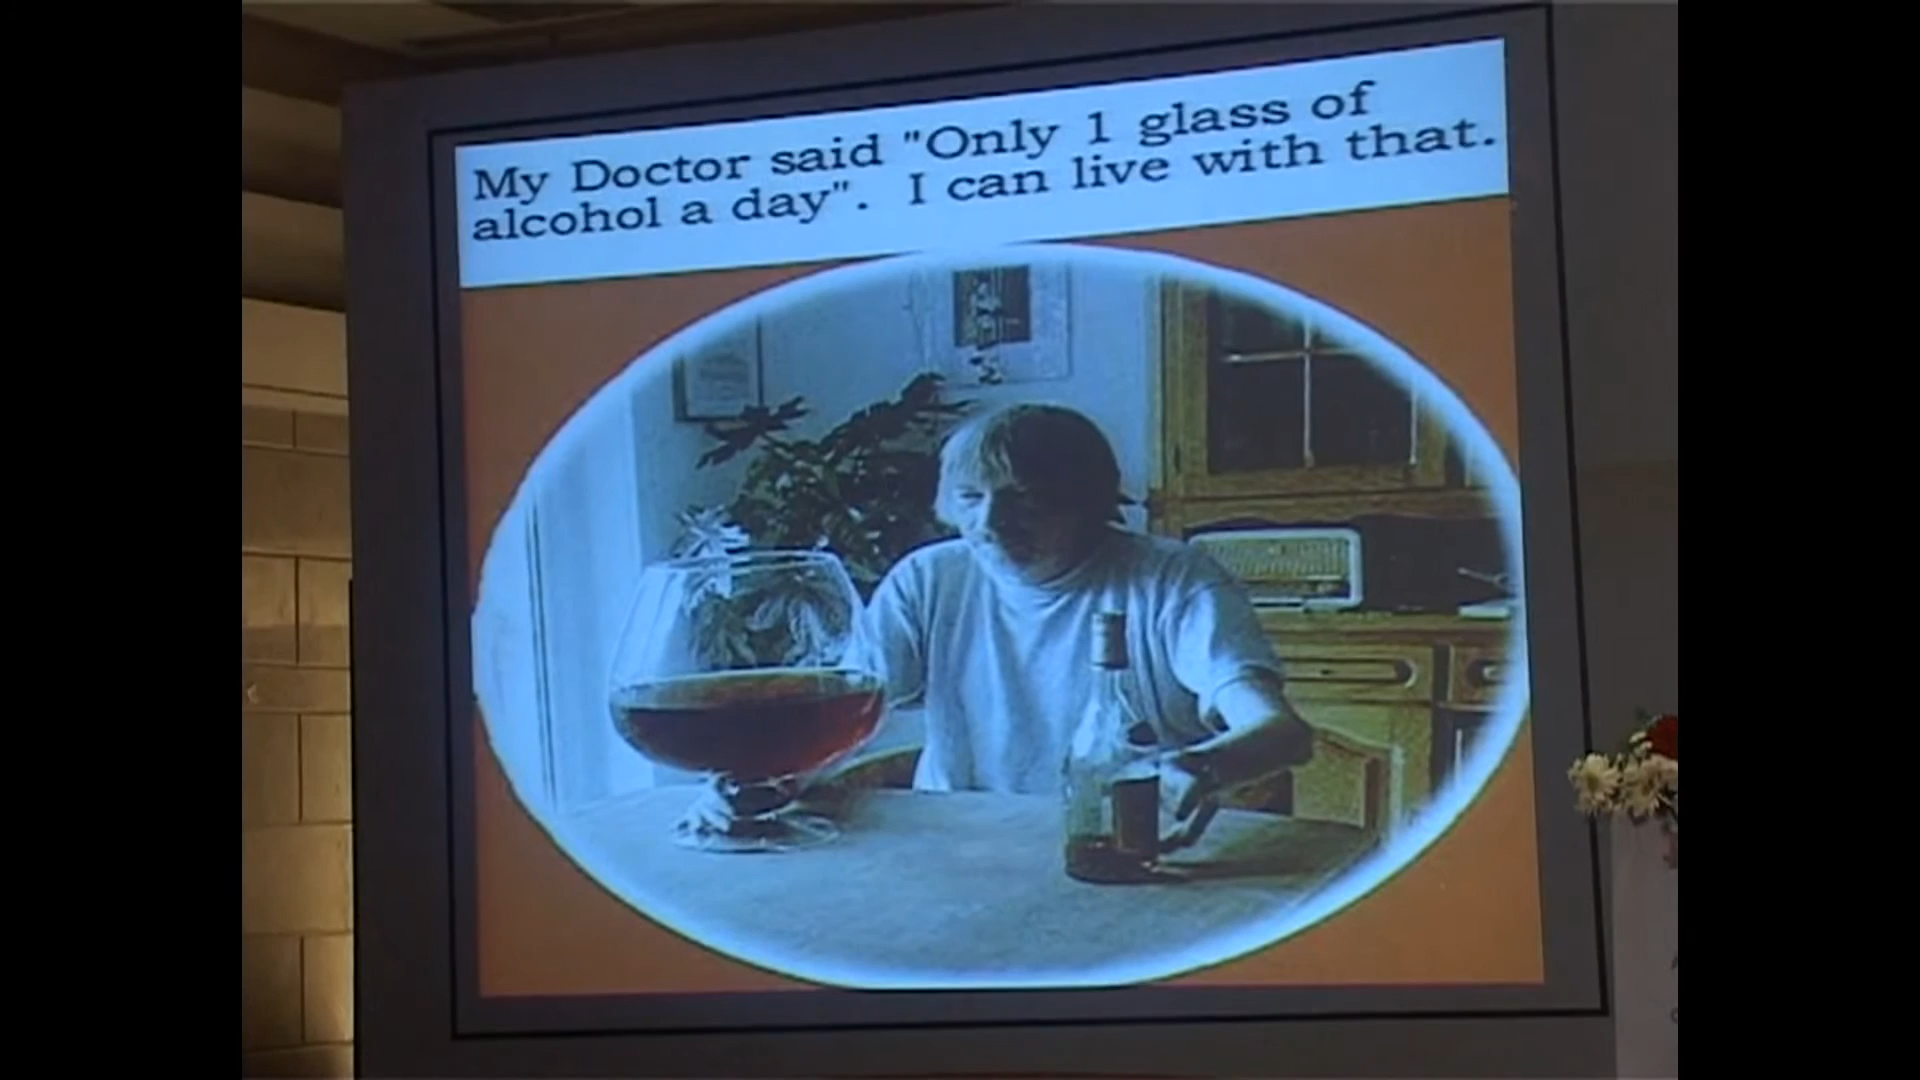 My Doctor said "Only 1 glass of
alcohol a day". I can live with that.